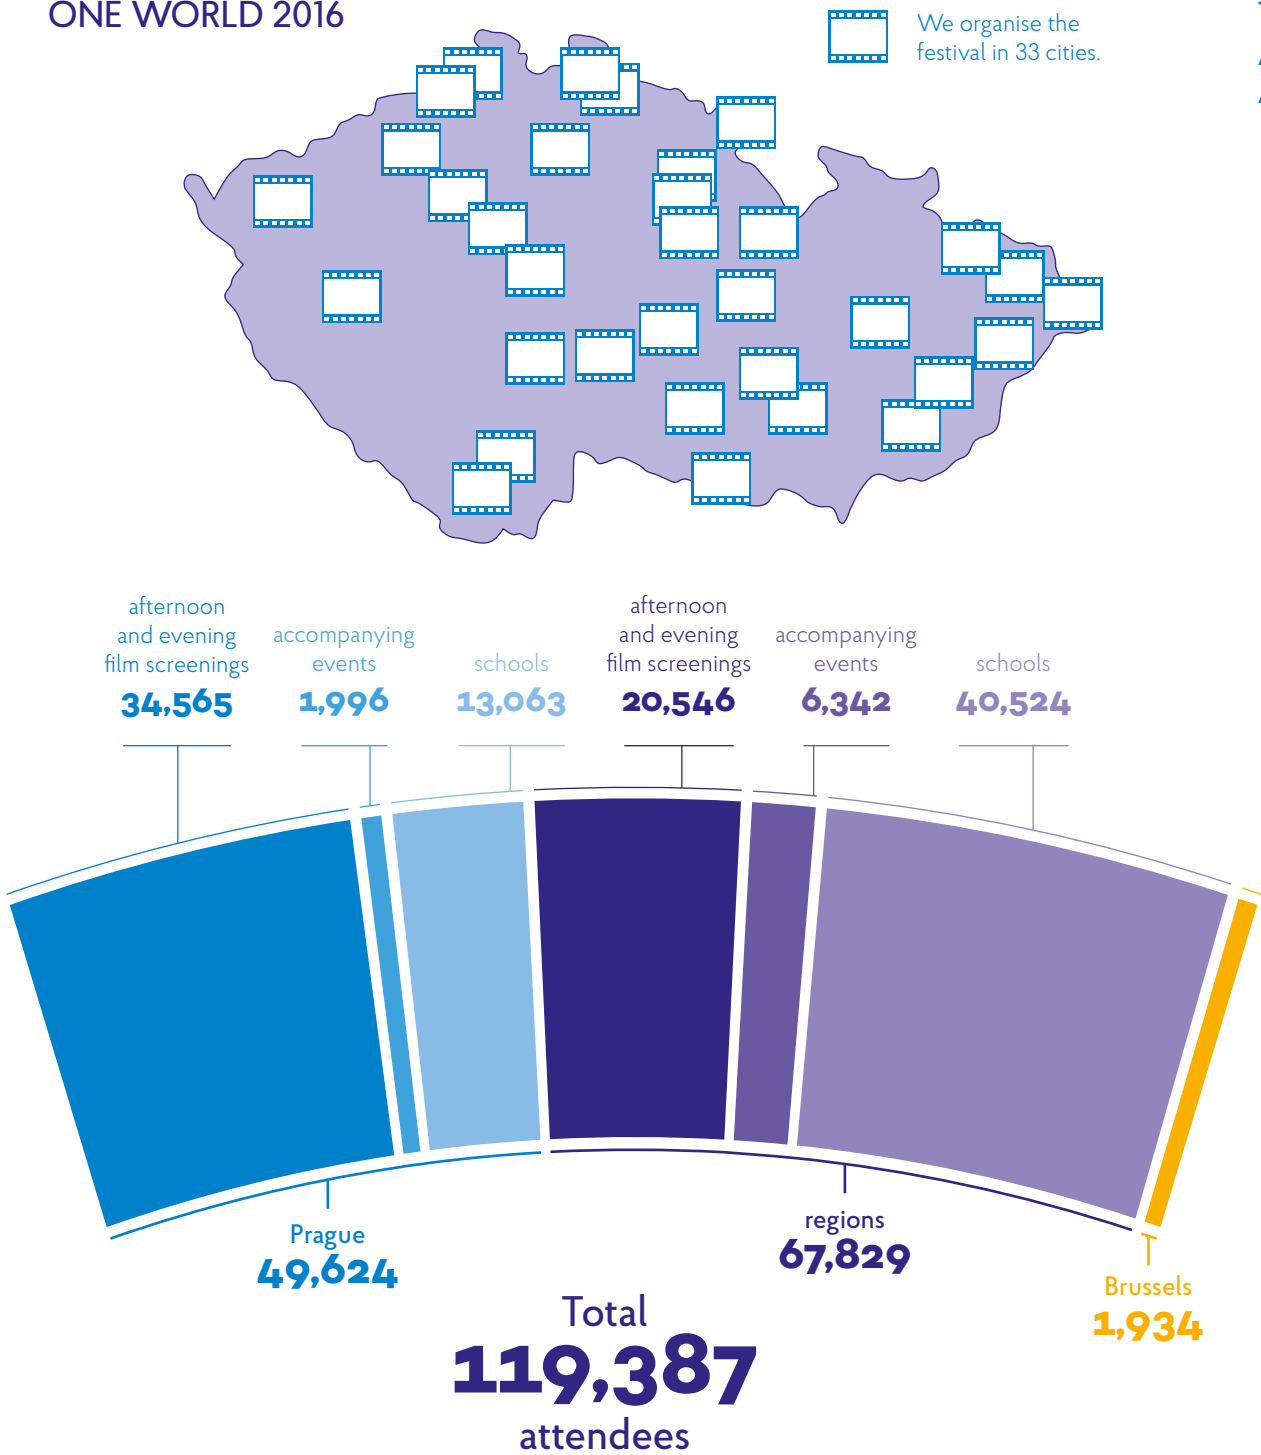 ONE WORLD 2016
We organise the
festival in 33 cities.
afternoon
and evening
film screenings
34,565
accompanying
events
1,996
schools
13,063
afternoon
and evening
film screenings
20,546
accompanying
events
6,342
schools
40,524
Prague
49,624
regions
67,829
Brussels
1,934
Total
119,387
attendees